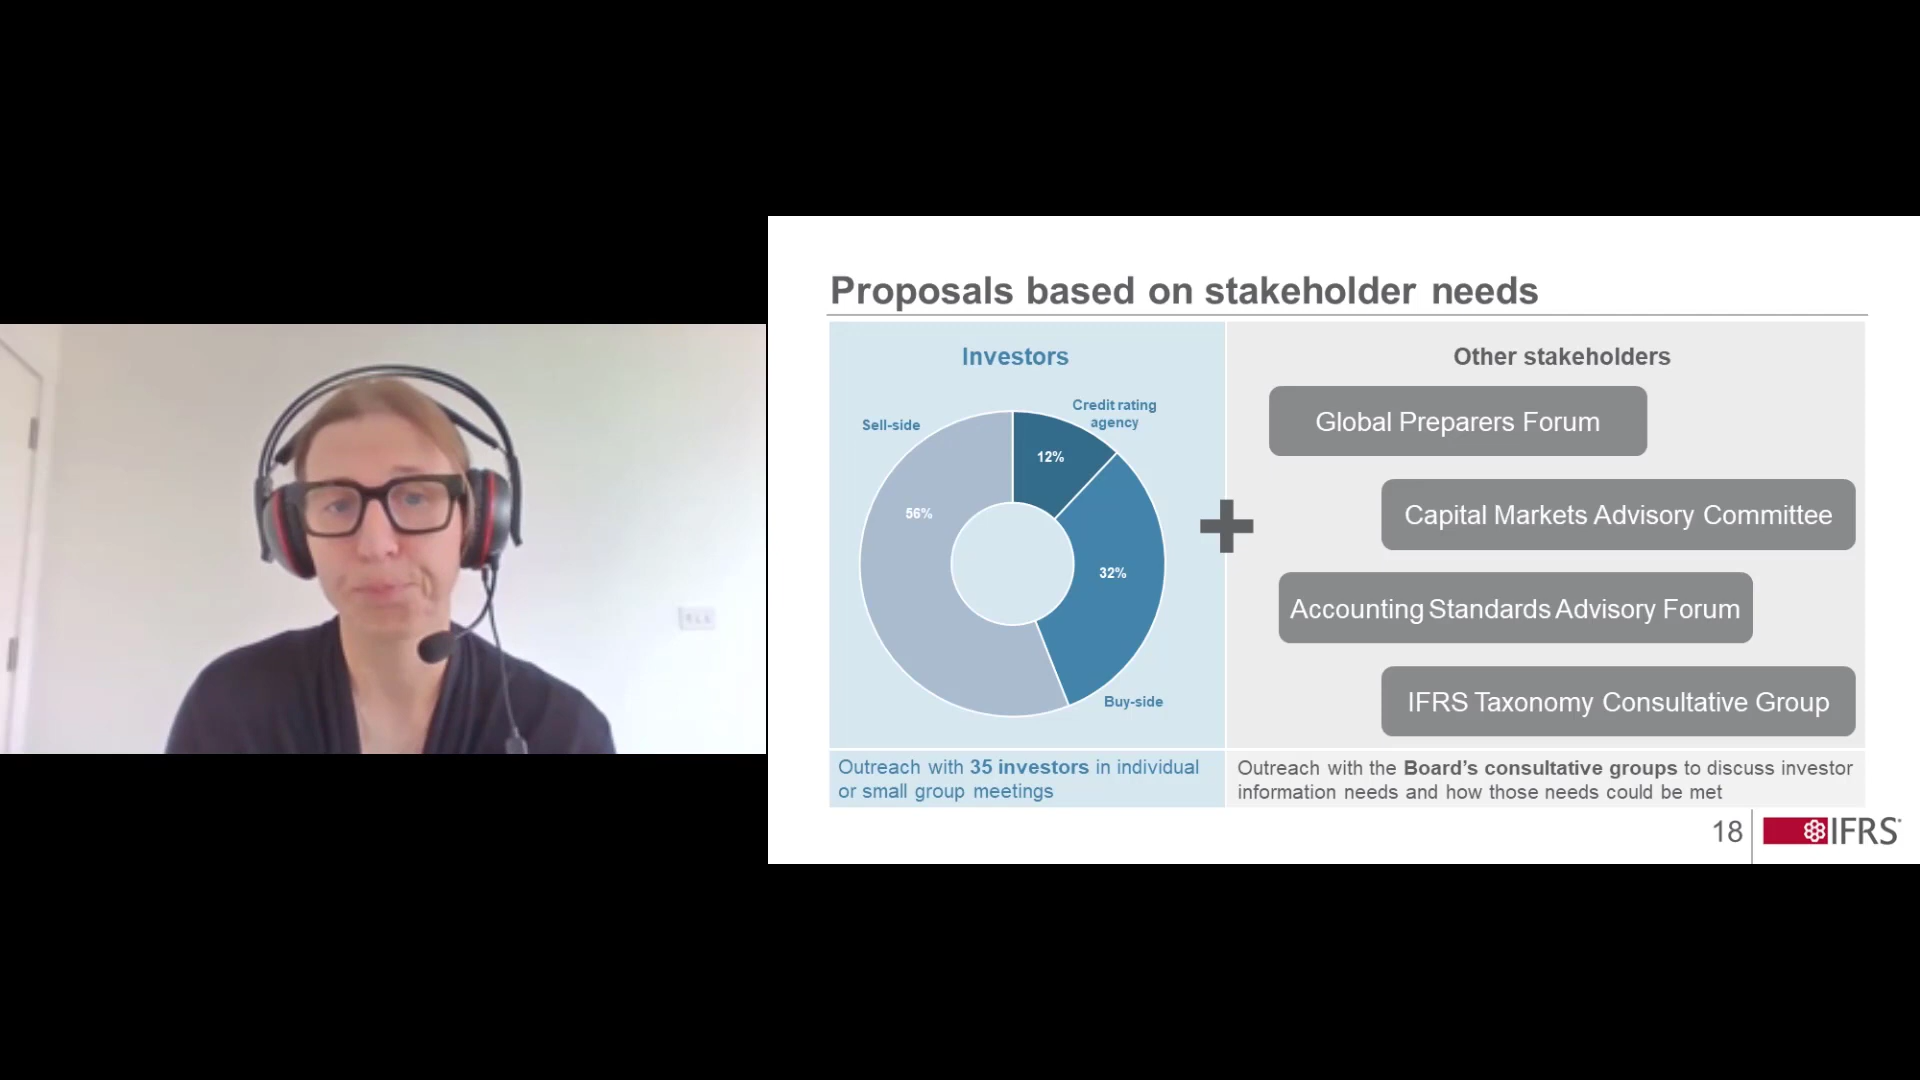 Proposals based on stakeholder needs
Investors
Sell-side
Credit rating
agency
12%
56%
32%
Buy-side
Outreach with 35 investors in individual
or small group meetings
Other stakeholders
Global Preparers Forum
Capital Markets Advisory Committee
Accounting Standards Advisory Forum
IFRS Taxonomy Consultative Group
Outreach with the Board's consultative groups to discuss investor
information needs and how those needs could be met
18
IFRS